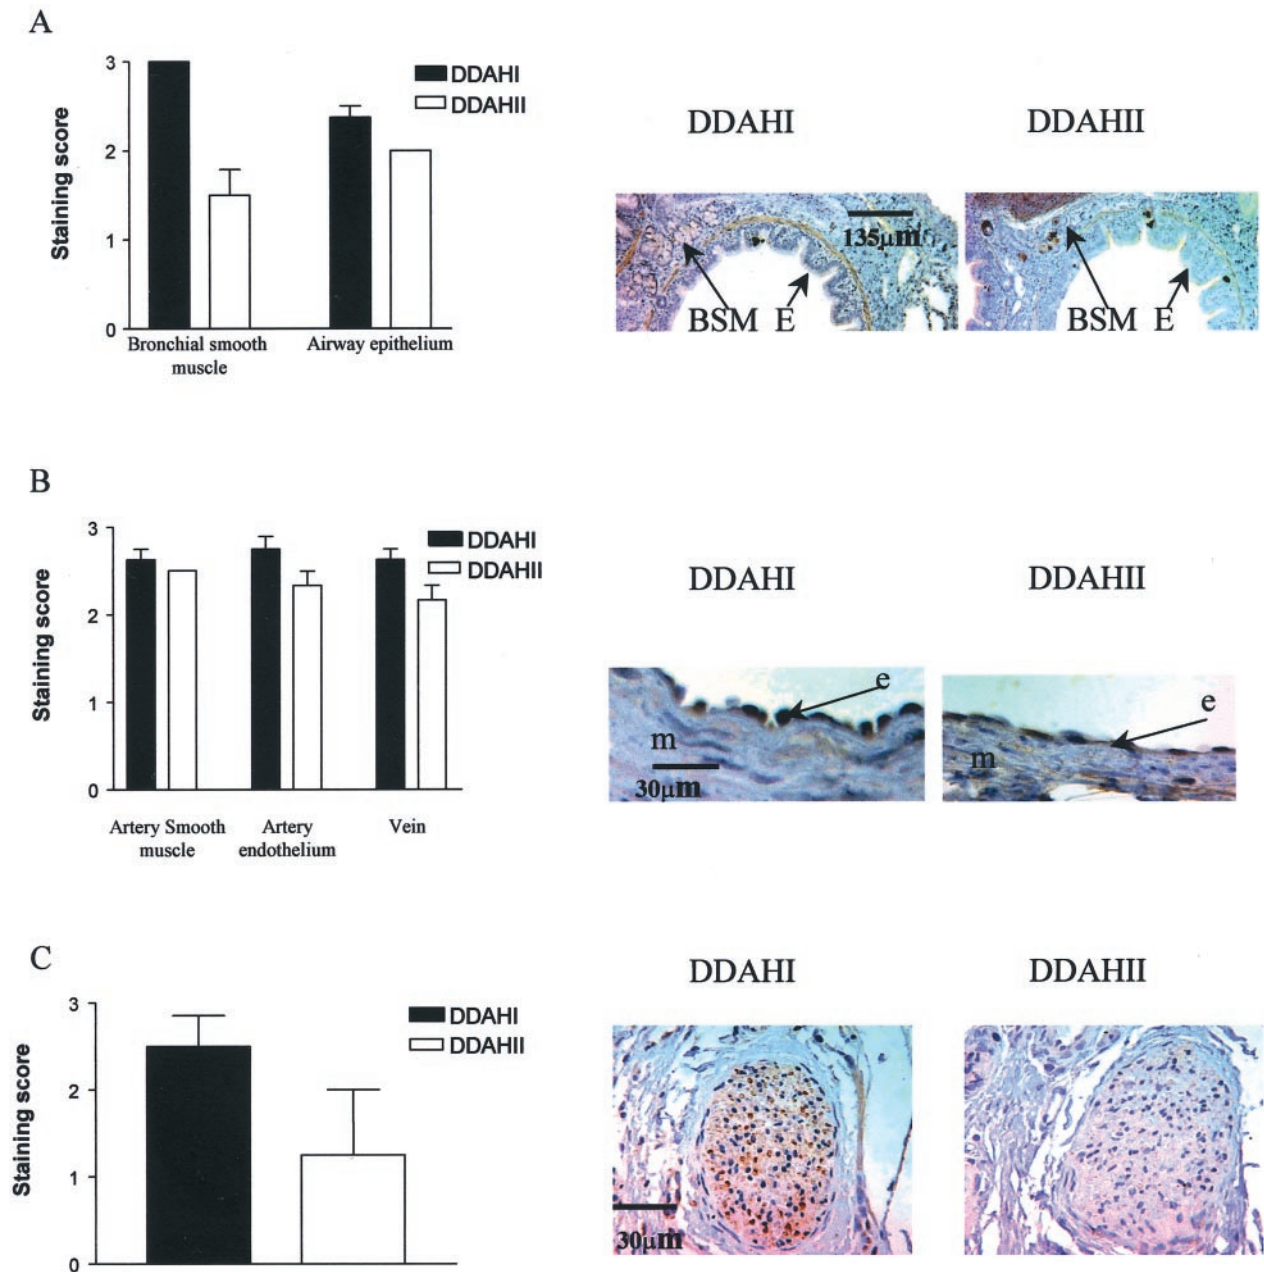 A
Staining score
3
2
1
0
DDAHI
DDAHII
Bronchial smooth
muscle
Airway epithelium
DDAHI
DDAHII
135μm
BSM E
BSM E
B
Staining score
3
2
1
0
DDAHI
DDAHII
Artery Smooth
muscle
Artery
endothelium
Vein
DDAHI
DDAHII
e
m
30μm
e
m
C
Staining score
3
2
1
0
DDAHI
DDAHII
DDAHI
DDAHII
30μm